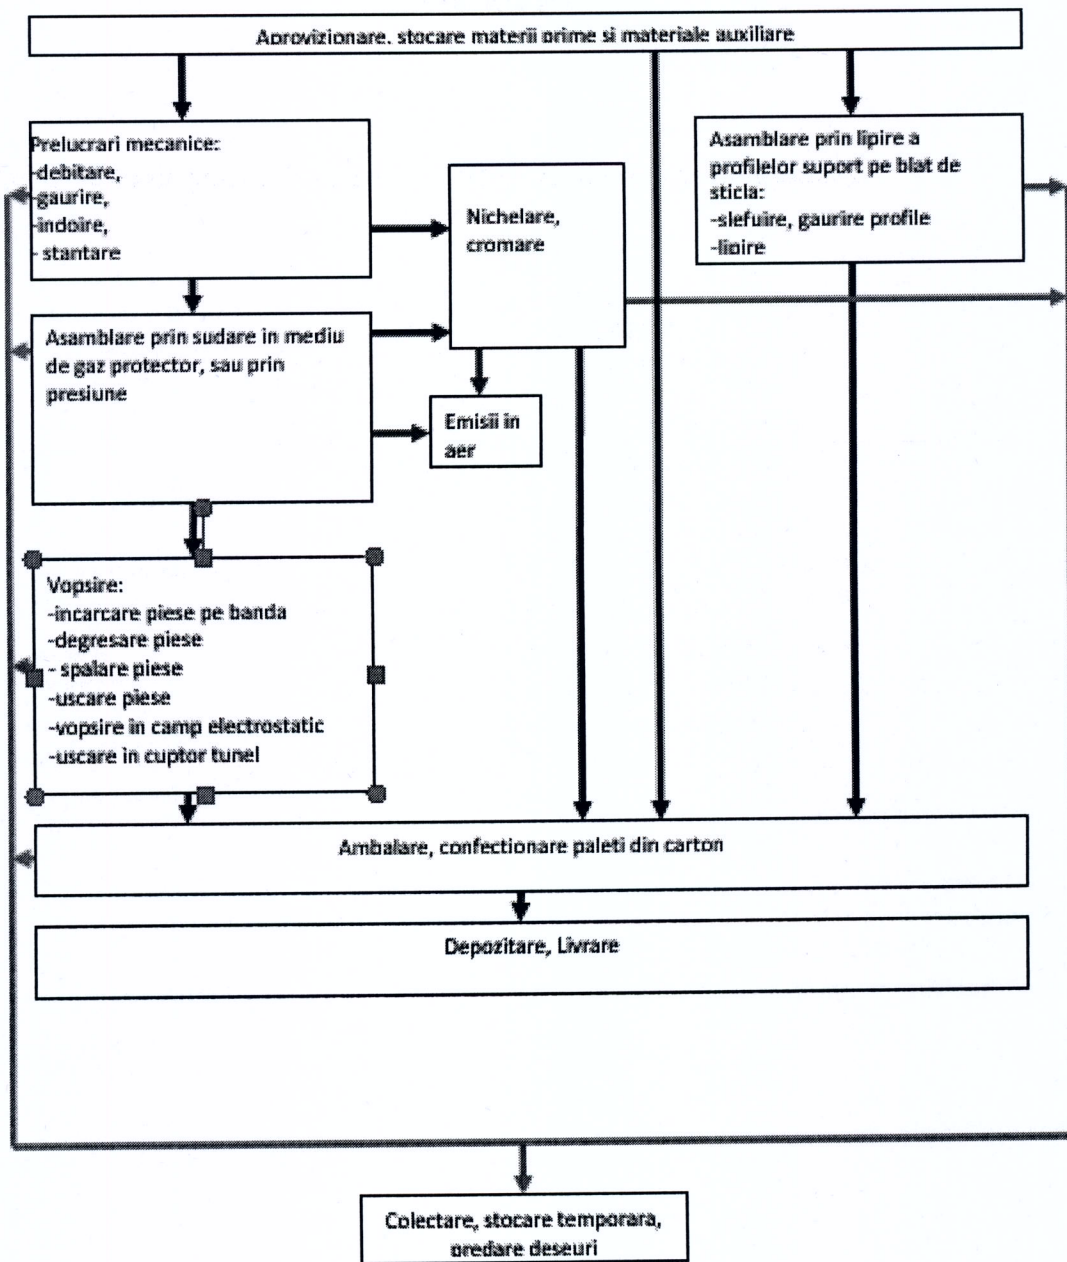 Aprovizionare, stocare materii prime si materiale auxiliare
Prelucrari mecanice:
-debitare,
-gaurire,
-indoire,
- stantare
Nichelare,
cromare
Asamblare prin lipire a
profilelor suport pe blat de
sticla:
-slefuire, gaurire profile
-lipire
Asamblare prin sudare in mediu
de gaz protector, sau prin
presiune
Emisii in
aer
Vopsire:
-incarcare piese pe banda
-degresare piese
- spalare piese
-uscare piese
-vopsire in camp electrostatic
-uscare in cuptor tunel
Ambalare, confectionare paleti din carton
Depozitare, Livrare
Colectare, stocare temporara,
predare deseuri